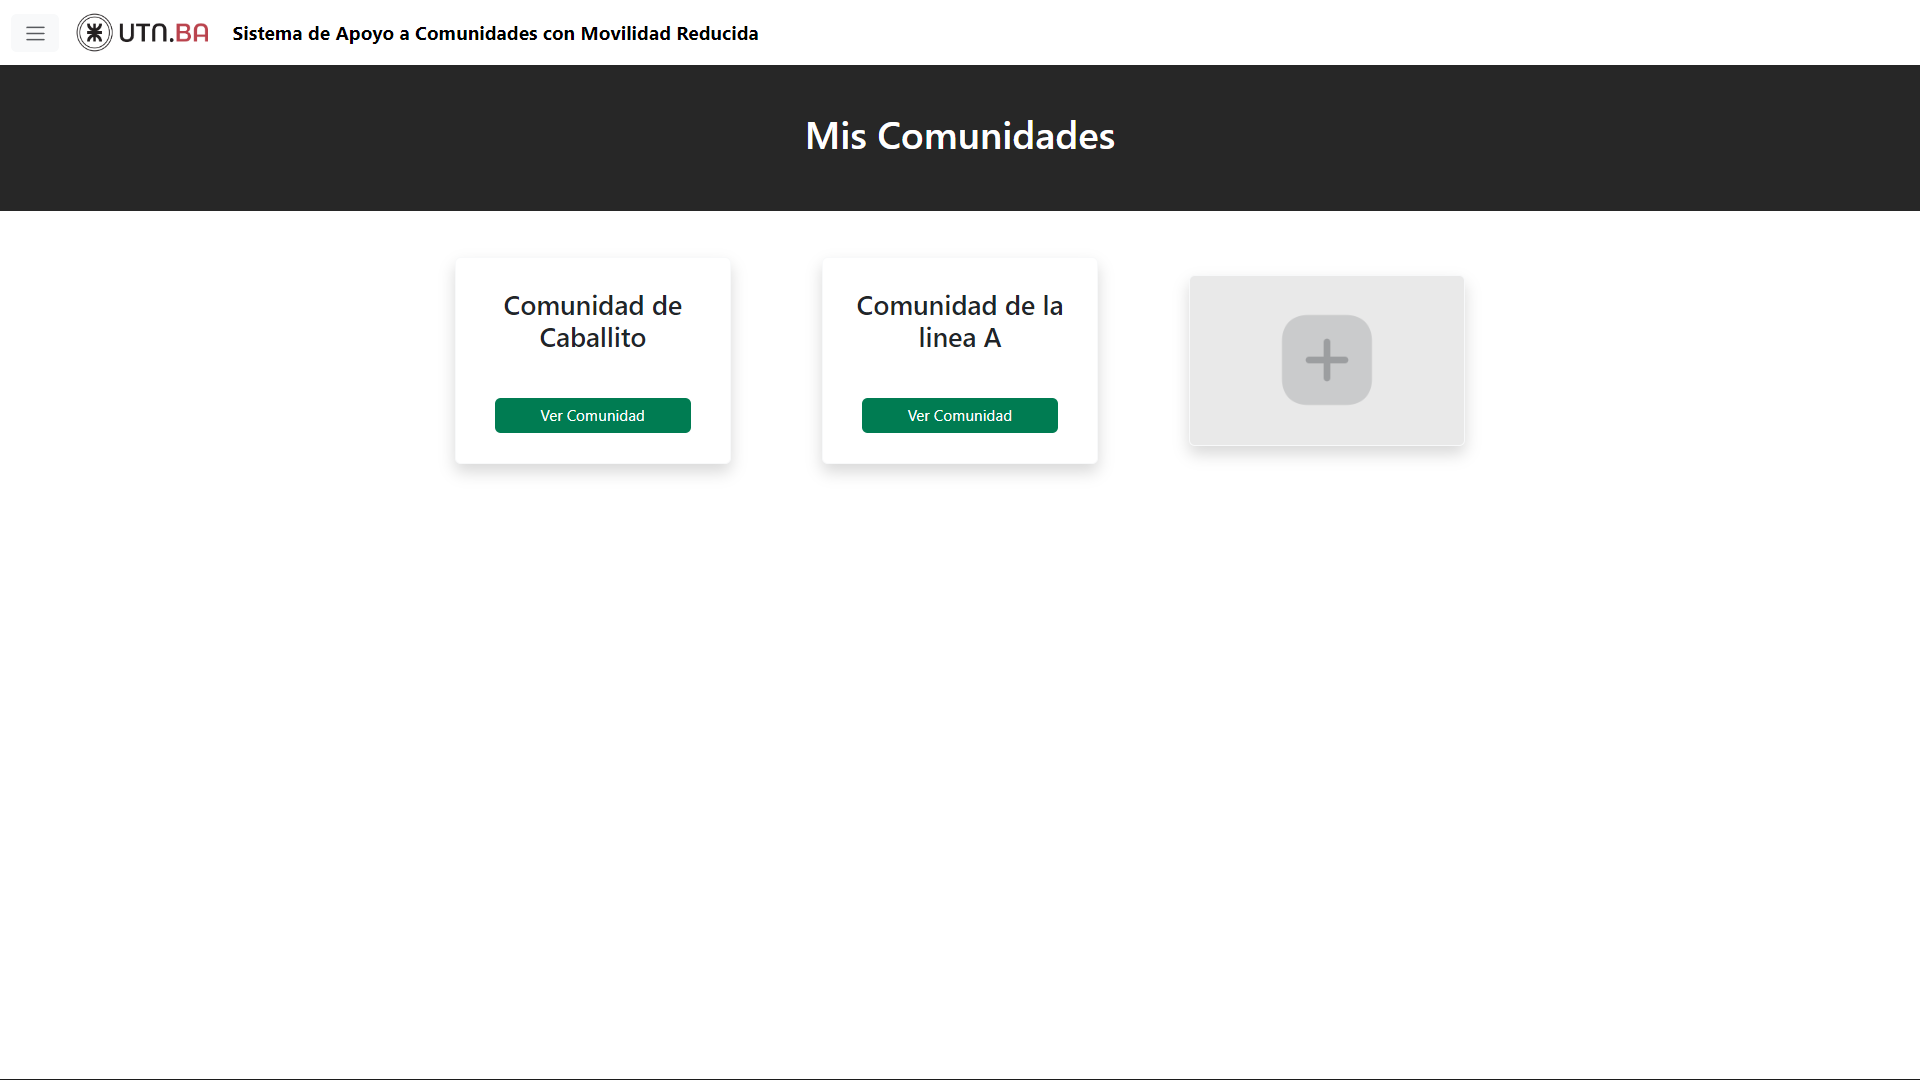 UTN.BA Sistema de Apoyo a Comunidades con Movilidad Reducida
Mis Comunidades
Comunidad de
Caballito
Ver Comunidad
Comunidad de la
linea A
Ver Comunidad